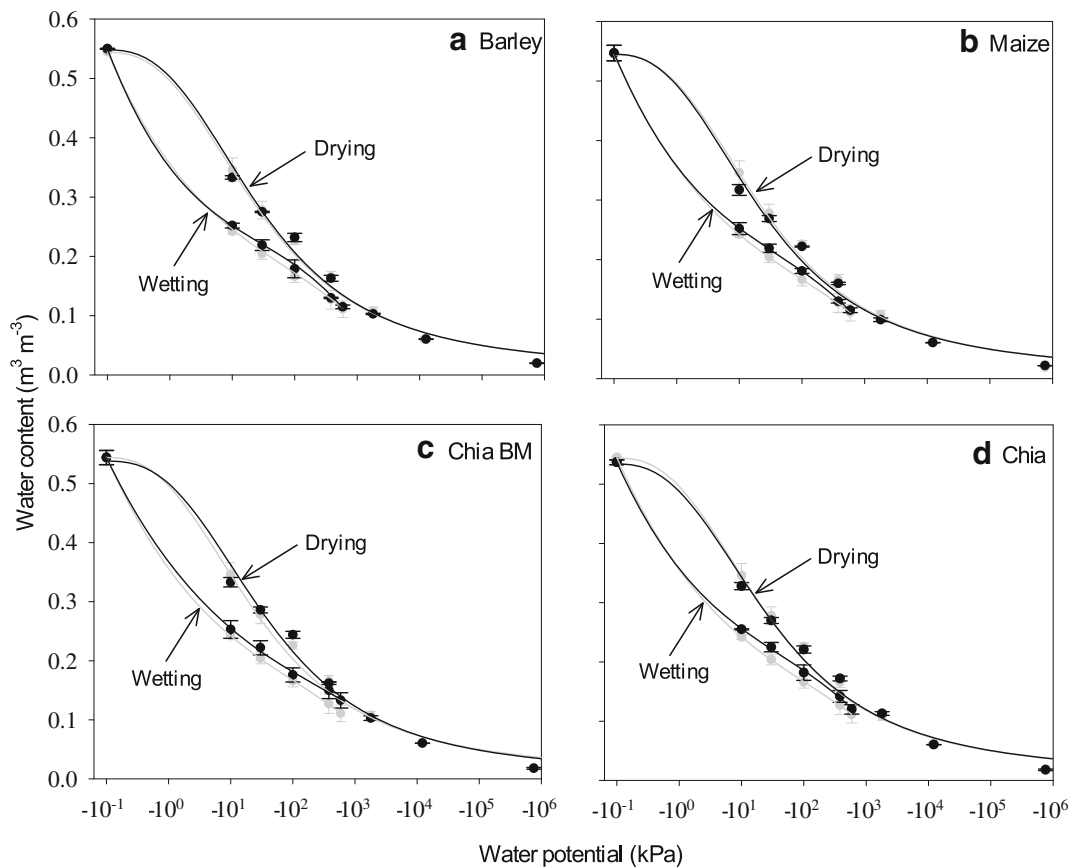 a Barley
b Maize
0.6
0.5
0.4
0.3
0.2
0.1
0.0
Drying
Wetting
Drying
Wetting
c Chia BM
d Chia
0.6
0.5
0.4
0.3
0.2
0.1
0.0
Drying
Wetting
Drying
Wetting
-10⁻¹ -10⁰ -10¹ -10² -10³ -10⁴ -10⁵ -10⁶
-10⁻¹ -10⁰ -10¹ -10² -10³ -10⁴ -10⁵ -10⁶
Water content (m³ m⁻³)
Water potential (kPa)